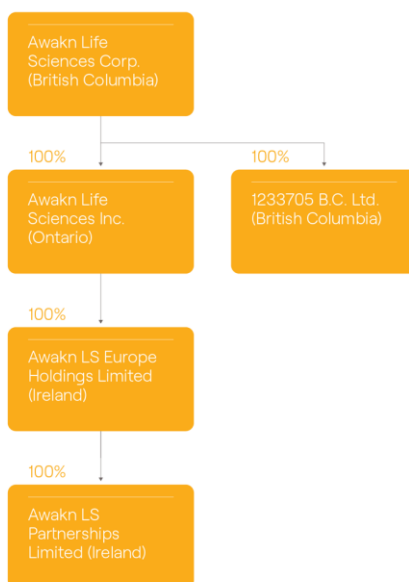 Awakn Life
Sciences Corp.
(British Columbia)
100%
100%
Awakn Life
Sciences Inc.
(Ontario)
1233705 B.C. Ltd.
(British Columbia)
100%
Awakn LS Europe
Holdings Limited
(Ireland)
100%
Awakn LS
Partnerships
Limited (Ireland)